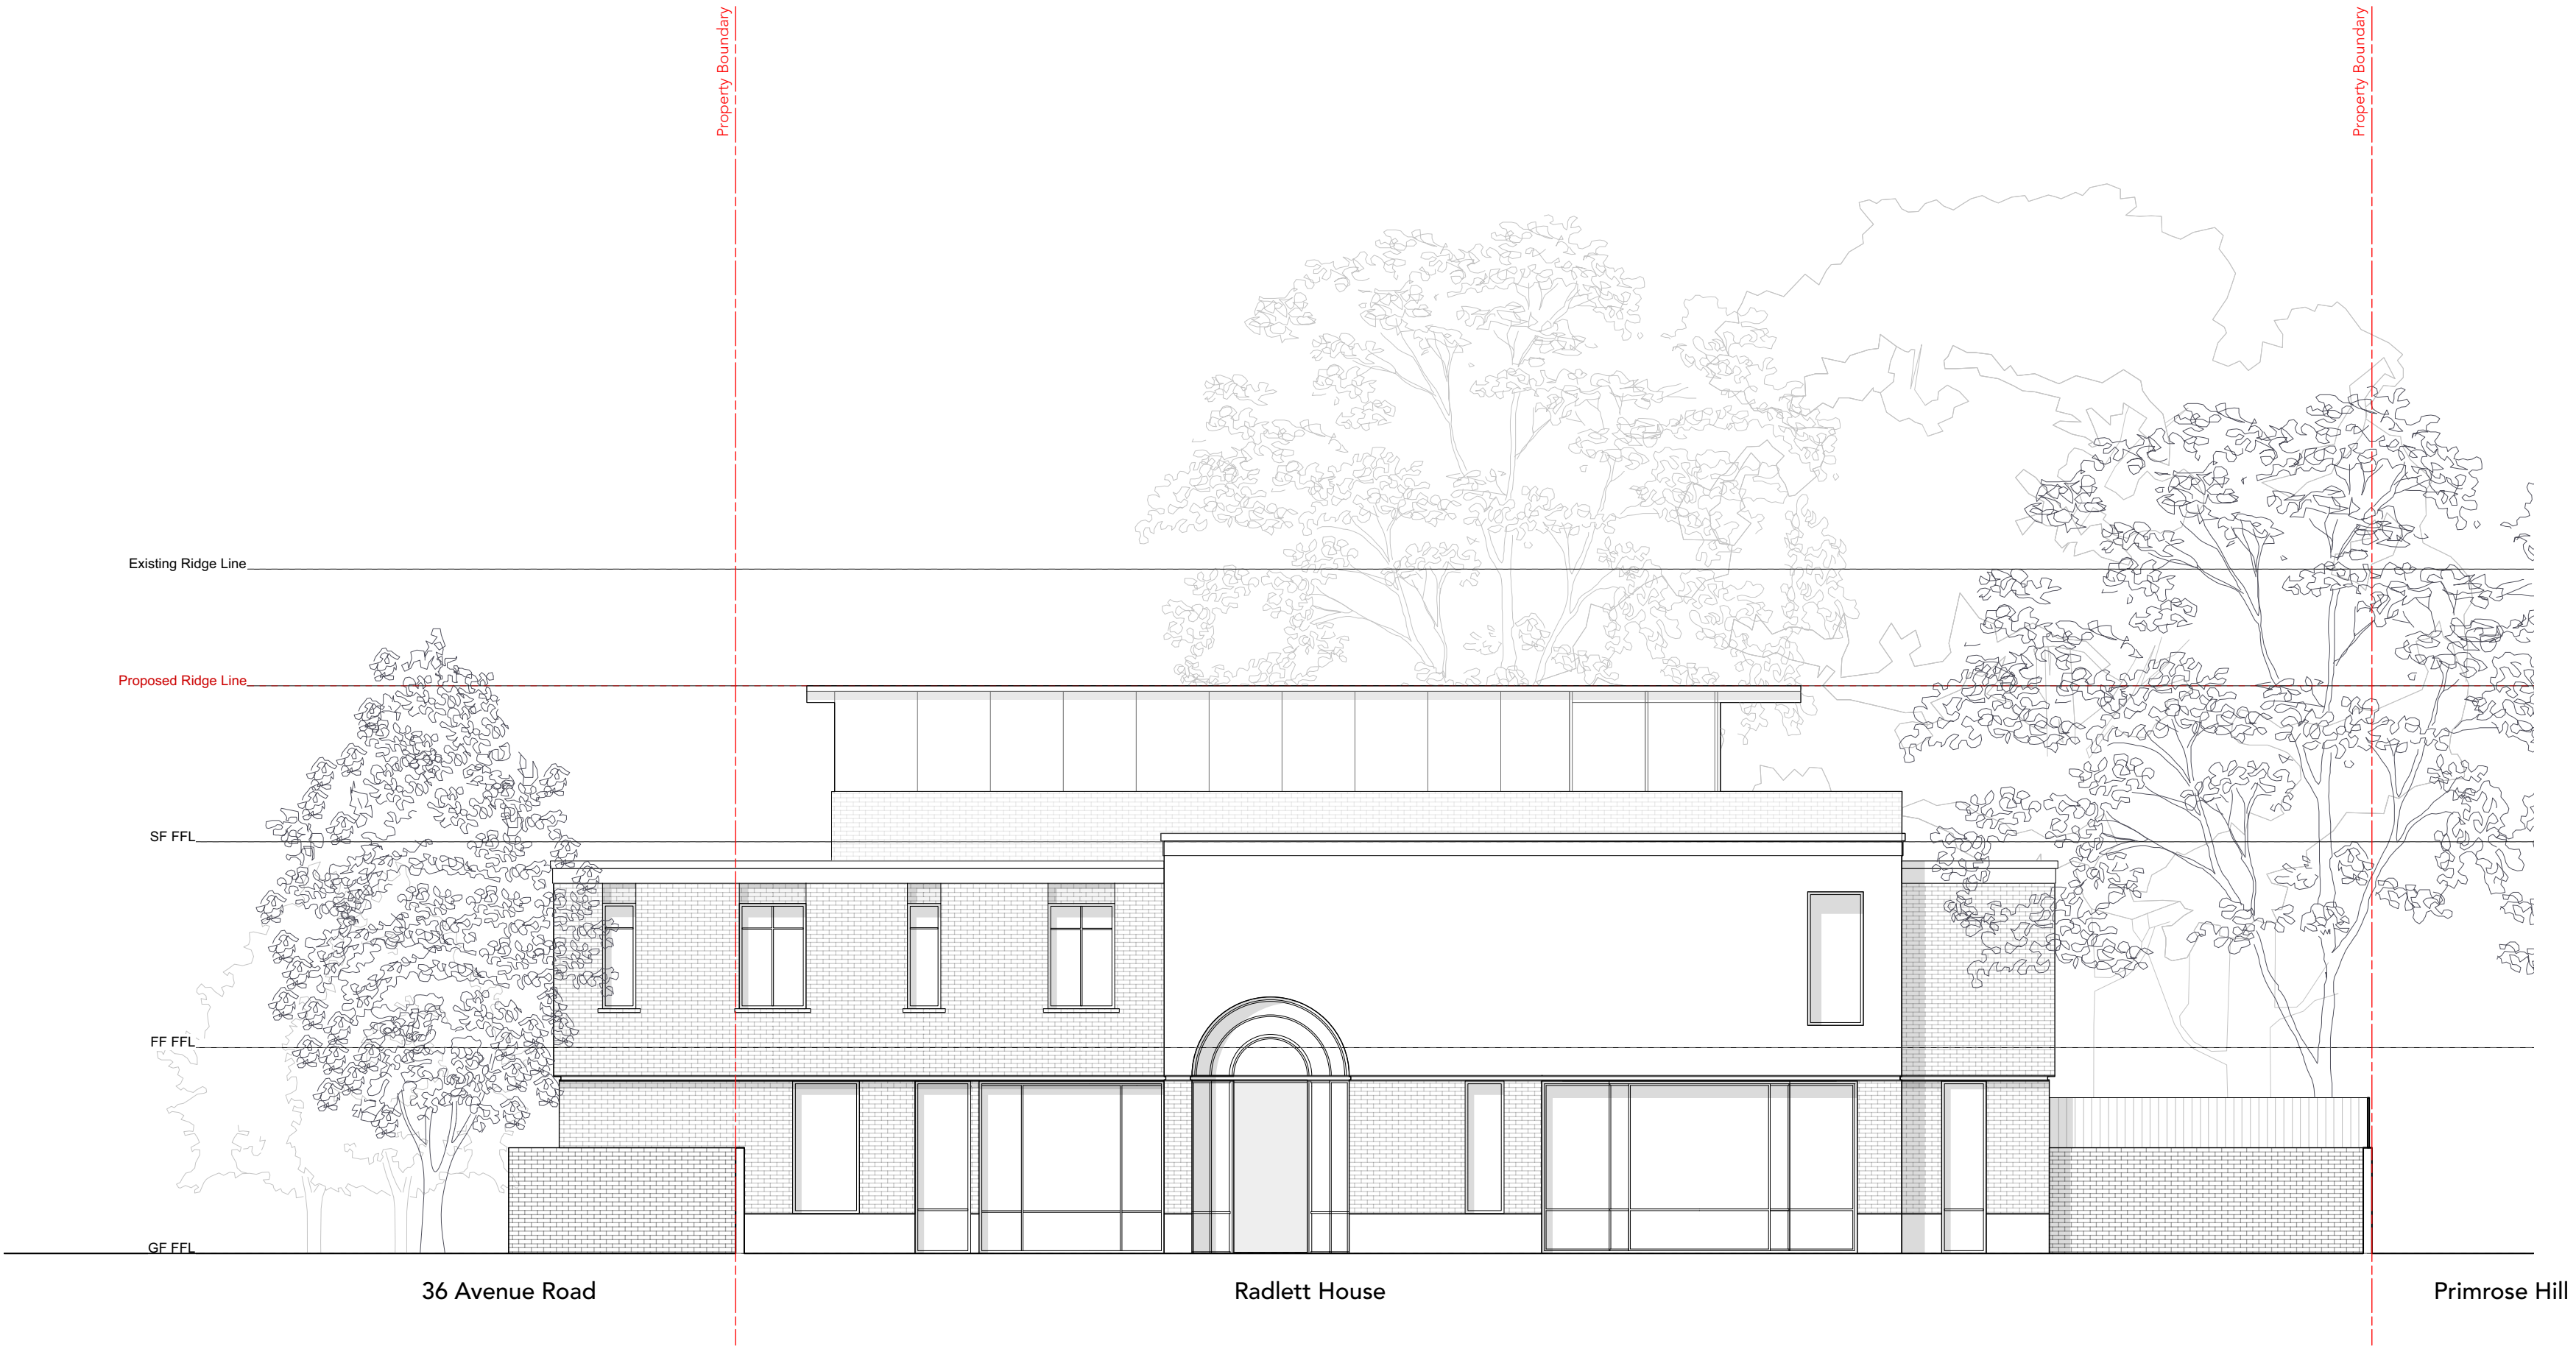 Property Boundary
Property Boundary
Existing Ridge Line
Proposed Ridge Line
SF FFL
FF FFL
GF FFL
36 Avenue Road
Radlett House
Primrose Hill